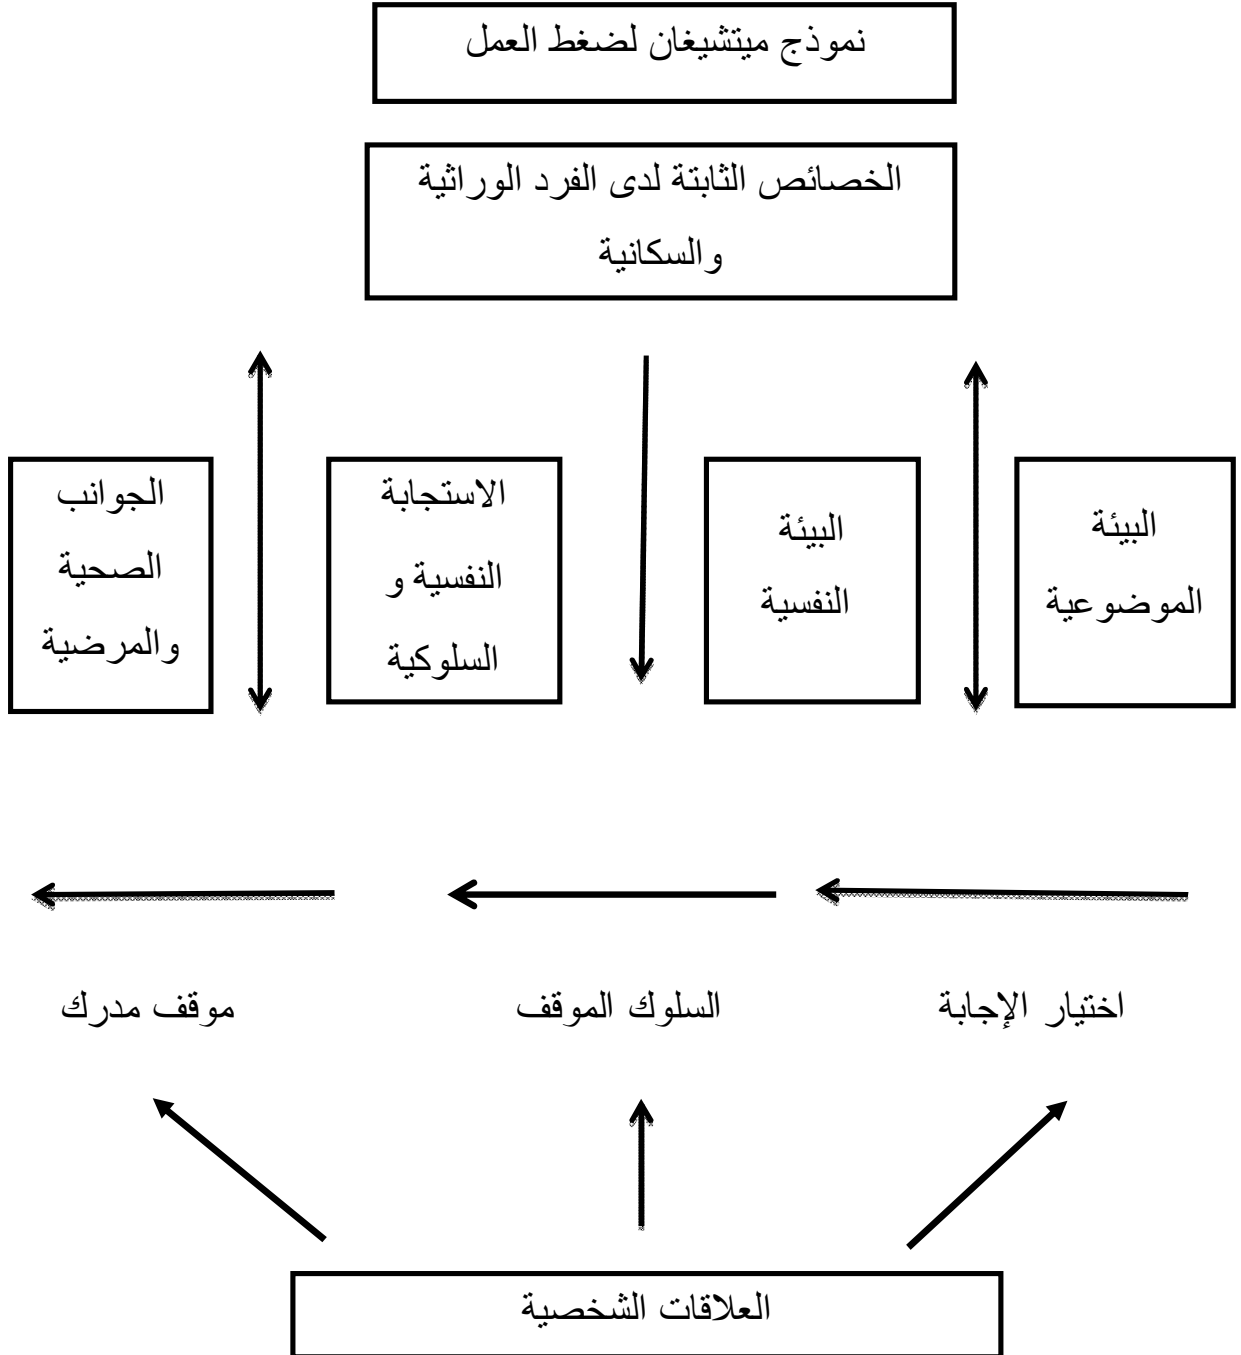 نموذج ميتشيغان لضغط العمل
الخصائص الثابتة لدى الفرد الوراثية
والسكانية
البيئة
الموضوعية
البيئة
النفسية
الاستجابة
النفسية و
السلوكية
الجوانب
الصحية
والمرضية
اختيار الإجابة
السلوك الموقف
موقف مدرك
العلاقات الشخصية